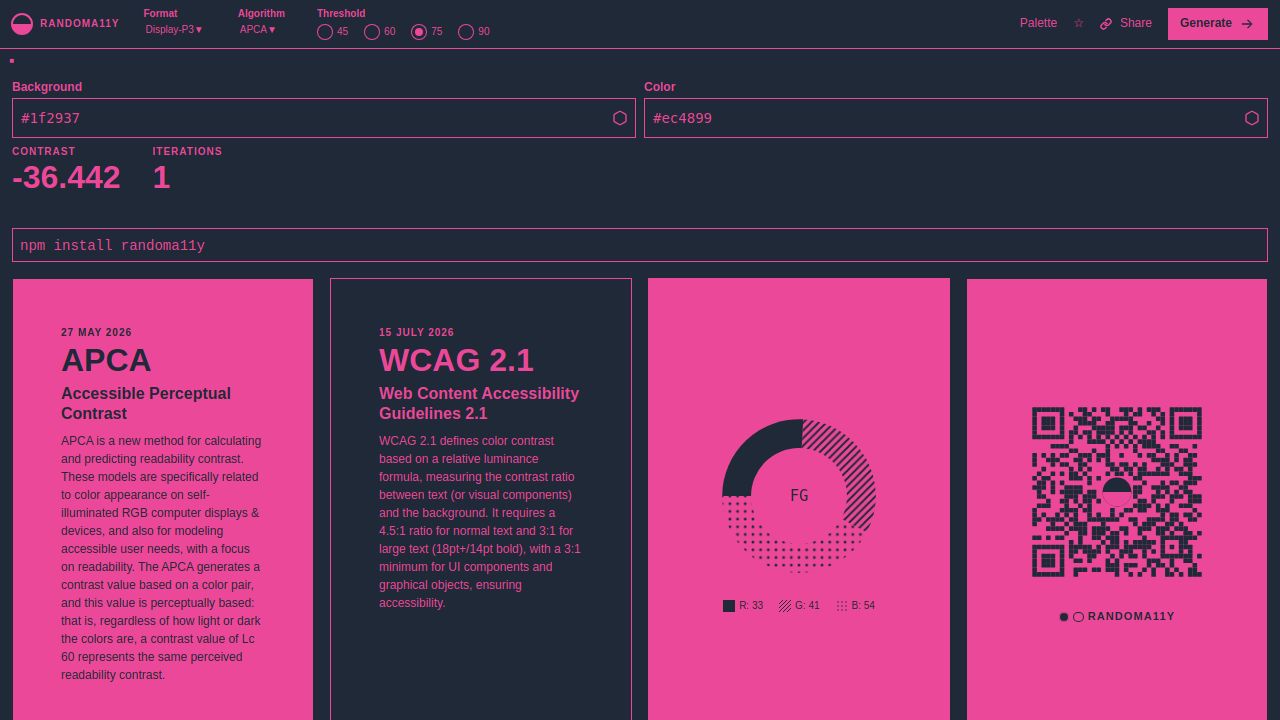 RANDOMA11Y
Format
Display-P3▼
Algorithm
APCA▼
Threshold
45
60
75
90
Palette
☆
Share
Generate →
Background
#1f2937
Color
#ec4899
CONTRAST
-36.442
ITERATIONS
1
npm install randoma11y
27 MAY 2026
APCA
Accessible Perceptual
Contrast
APCA is a new method for calculating
and predicting readability contrast.
These models are specifically related
to color appearance on self-
illuminated RGB computer displays &
devices, and also for modeling
accessible user needs, with a focus
on readability. The APCA generates a
contrast value based on a color pair,
and this value is perceptually based:
that is, regardless of how light or dark
the colors are, a contrast value of Lc
60 represents the same perceived
readability contrast.
15 JULY 2026
WCAG 2.1
Web Content Accessibility
Guidelines 2.1
WCAG 2.1 defines color contrast
based on a relative luminance
formula, measuring the contrast ratio
between text (or visual components)
and the background. It requires a
4.5:1 ratio for normal text and 3:1 for
large text (18pt+/14pt bold), with a 3:1
minimum for UI components and
graphical objects, ensuring
accessibility.
FG
R: 33
G: 41
B: 54
RANDOMA11Y